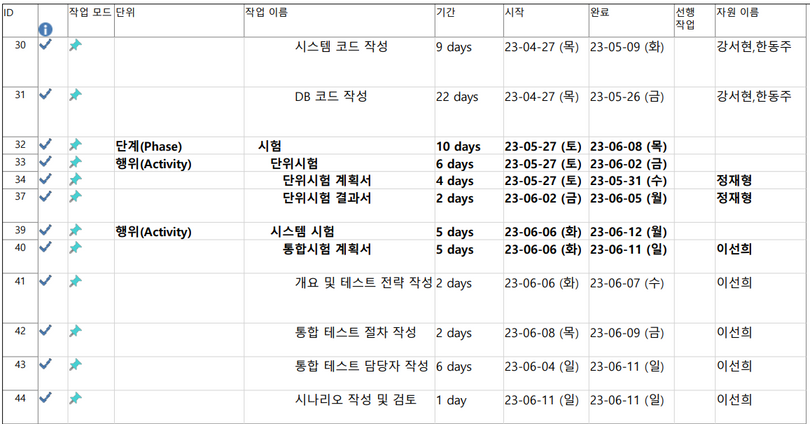 ID 작업 모드 단위 작업 이름 기간 시작 완료 선행 작업 자원 이름
30 시스템 코드 작성 9 days 23-04-27 (목) 23-05-09 (화) 강서현,한동주
31 DB 코드 작성 22 days 23-04-27 (목) 23-05-26 (금) 강서현,한동주
32 단계(Phase) 시험 10 days 23-05-27 (토) 23-06-08 (목)
33 행위(Activity) 단위시험 6 days 23-05-27 (토) 23-06-02 (금)
34 단위시험 계획서 4 days 23-05-27 (토) 23-05-31 (수) 정재형
37 단위시험 결과서 2 days 23-06-02 (금) 23-06-05 (월) 정재형
39 행위(Activity) 시스템 시험 5 days 23-06-06 (화) 23-06-12 (월)
40 통합시험 계획서 5 days 23-06-06 (화) 23-06-11 (일) 이선희
41 개요 및 테스트 전략 작성 2 days 23-06-06 (화) 23-06-07 (수) 이선희
42 통합 테스트 절차 작성 2 days 23-06-08 (목) 23-06-09 (금) 이선희
43 통합 테스트 담당자 작성 6 days 23-06-04 (일) 23-06-11 (일) 이선희
44 시나리오 작성 및 검토 1 day 23-06-11 (일) 23-06-11 (일) 이선희